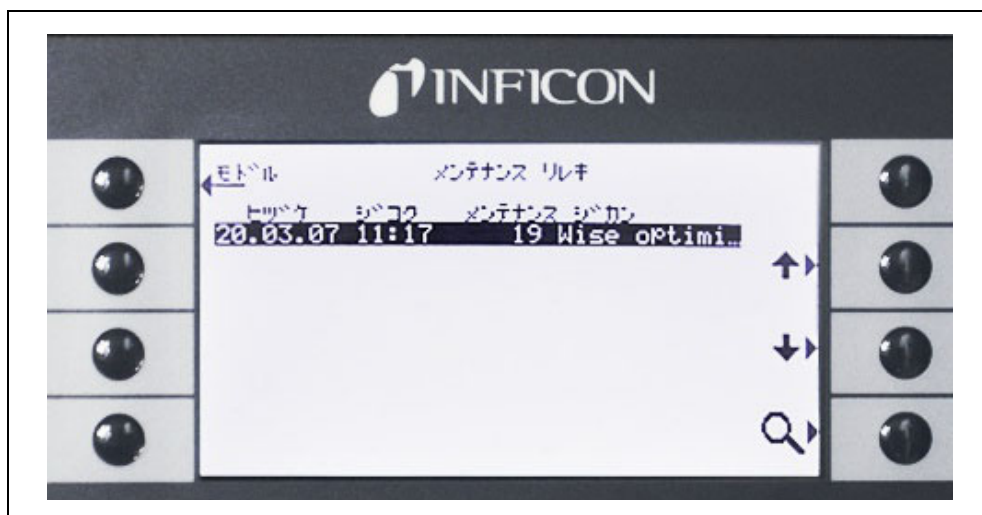 INFICON
モドル メンテナンス リレキ
ヒヅケ ジコク メンテナンス ジカン
20.03.07 11:17 19 Wise optimi…